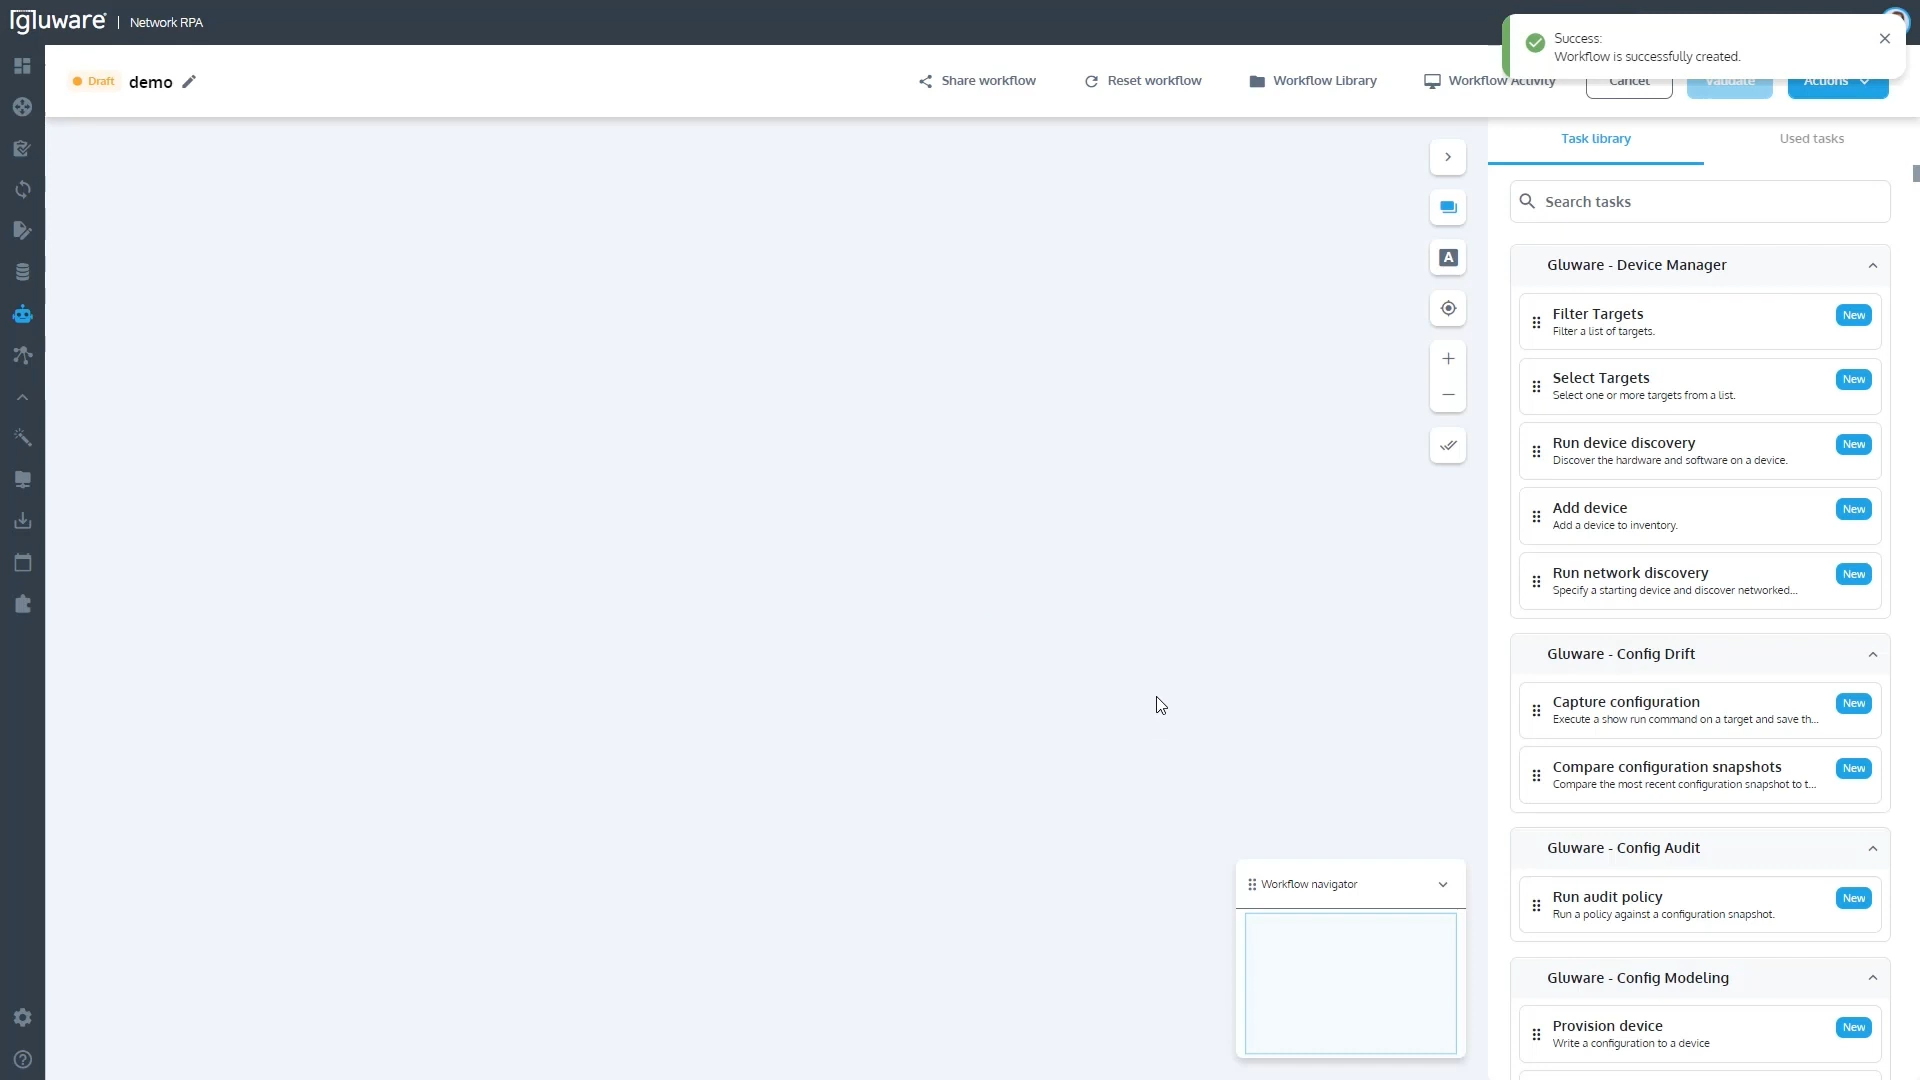 gluware | Network RPA
Success:
Workflow is successfully created.
Draft demo
Share workflow
Reset workflow
Workflow Library
Workflow Activity
Cancel
Validate
Actions
Task library
Used tasks
Search tasks
A
Gluware - Device Manager
Filter Targets
New
Filter a list of targets.
Select Targets
New
Select one or more targets from a list.
Run device discovery
New
Discover the hardware and software on a device.
Add device
New
Add a device to inventory.
Run network discovery
New
Specify a starting device and discover networked...
Gluware - Config Drift
Capture configuration
New
Execute a show run command on a target and save th...
Compare configuration snapshots
New
Compare the most recent configuration snapshot to t...
Gluware - Config Audit
Run audit policy
New
Run a policy against a configuration snapshot.
Gluware - Config Modeling
Provision device
New
Write a configuration to a device
Workflow navigator